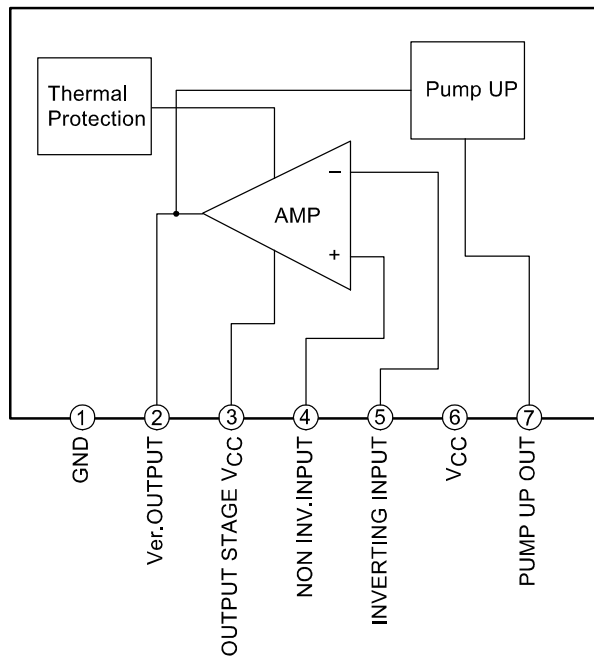 Thermal
Protection
Pump UP
AMP
−
+
1
2
3
4
5
6
7
GND
Ver.OUTPUT
OUTPUT STAGE VCC
NON INV.INPUT
INVERTING INPUT
VCC
PUMP UP OUT